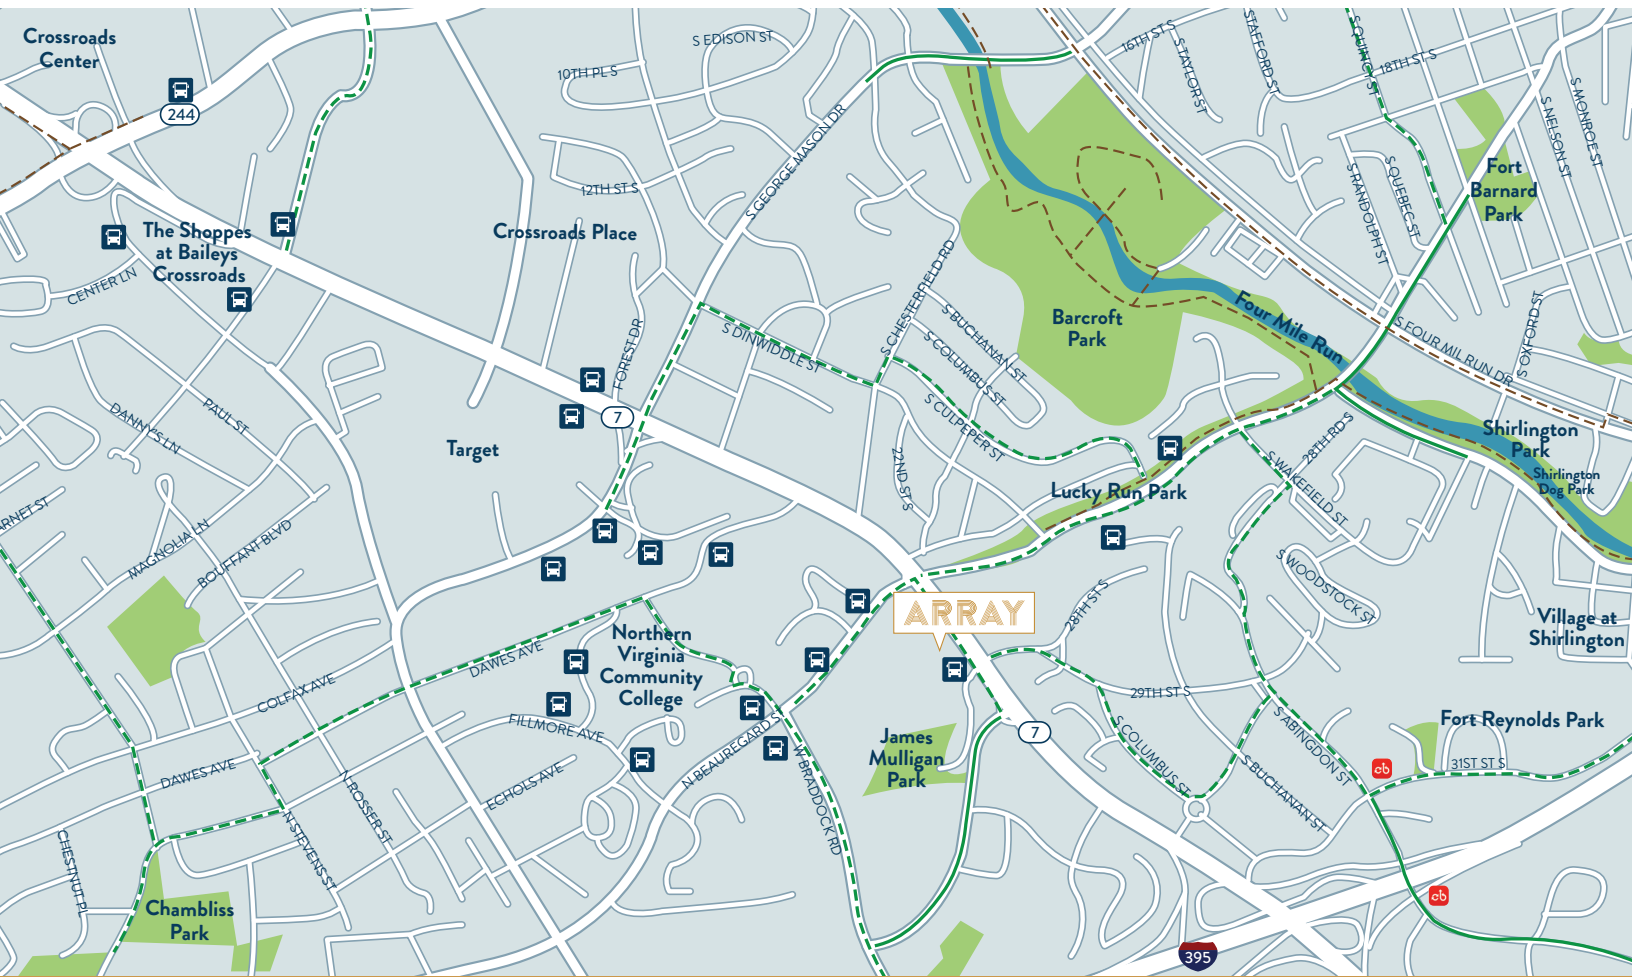 Crossroads
Center
244
S EDISON ST
10TH PL S
12TH ST S
S GEORGE MASON DR
16TH ST S
S TAYLOR ST
STAFFORD ST
S QUINCY ST
18TH ST S
S NELSON ST
S MONROE ST
S RANDOLPH ST
S QUEBEC ST
Fort
Barnard
Park
The Shoppes
at Baileys
Crossroads
CENTER LN
Crossroads Place
FOREST DR
7
S DINWIDDLE ST
S CHESTERFIELD RD
S BUCHANAN ST
S COLUMBUS ST
S CULPEPER ST
22ND ST S
Barcroft
Park
Four Mile Run
S FOUR MIL RUN DR
S OXFORD ST
DANNY'S LN
PAUL ST
Target
Lucky Run Park
S WAKEFIELD ST
28TH RD S
Shirlington
Park
Shirlington
Dog Park
ARNET ST
MAGNOLIA LN
BOUFFANT BLVD
ARRAY
28TH ST S
S WOODSTOCK ST
Village at
Shirlington
Northern
Virginia
Community
College
DAWES AVE
COLFAX AVE
FILLMORE AVE
29TH ST S
S COLUMBUS ST
S ABINGDON ST
S BUCHANAN ST
Fort Reynolds Park
31ST ST S
7
James
Mulligan
Park
N BEAUREGARD ST
W BRADDOCK RD
DAWES AVE
ECHOLS AVE
N ROSSER ST
N STEVENS ST
CHESTNUT PL
Chambliss
Park
cb
cb
395